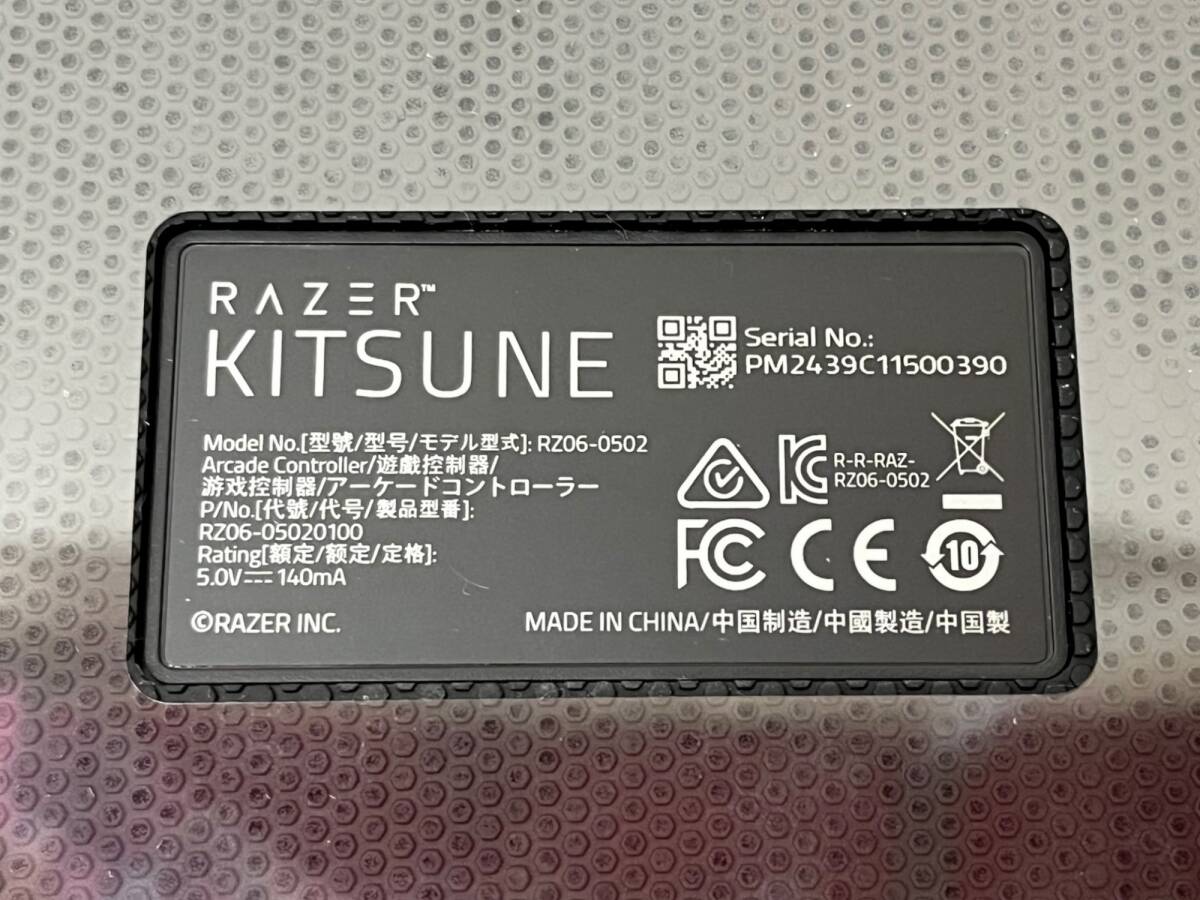 RAZER™
KITSUNE
Serial No.:
PM2439C11500390
Model No.[型號/型号/モデル型式]: RZ06-0502
Arcade Controller/遊戲控制器/
游戏控制器/アーケードコントローラー
P/No.[代號/代号/製品型番]:
RZ06-05020100
Rating[額定/额定/定格]:
5.0V⎓ 140mA
R-R-RAZ-
RZ06-0502
FC CE 10
©RAZER INC.
MADE IN CHINA/中国制造/中國製造/中国製